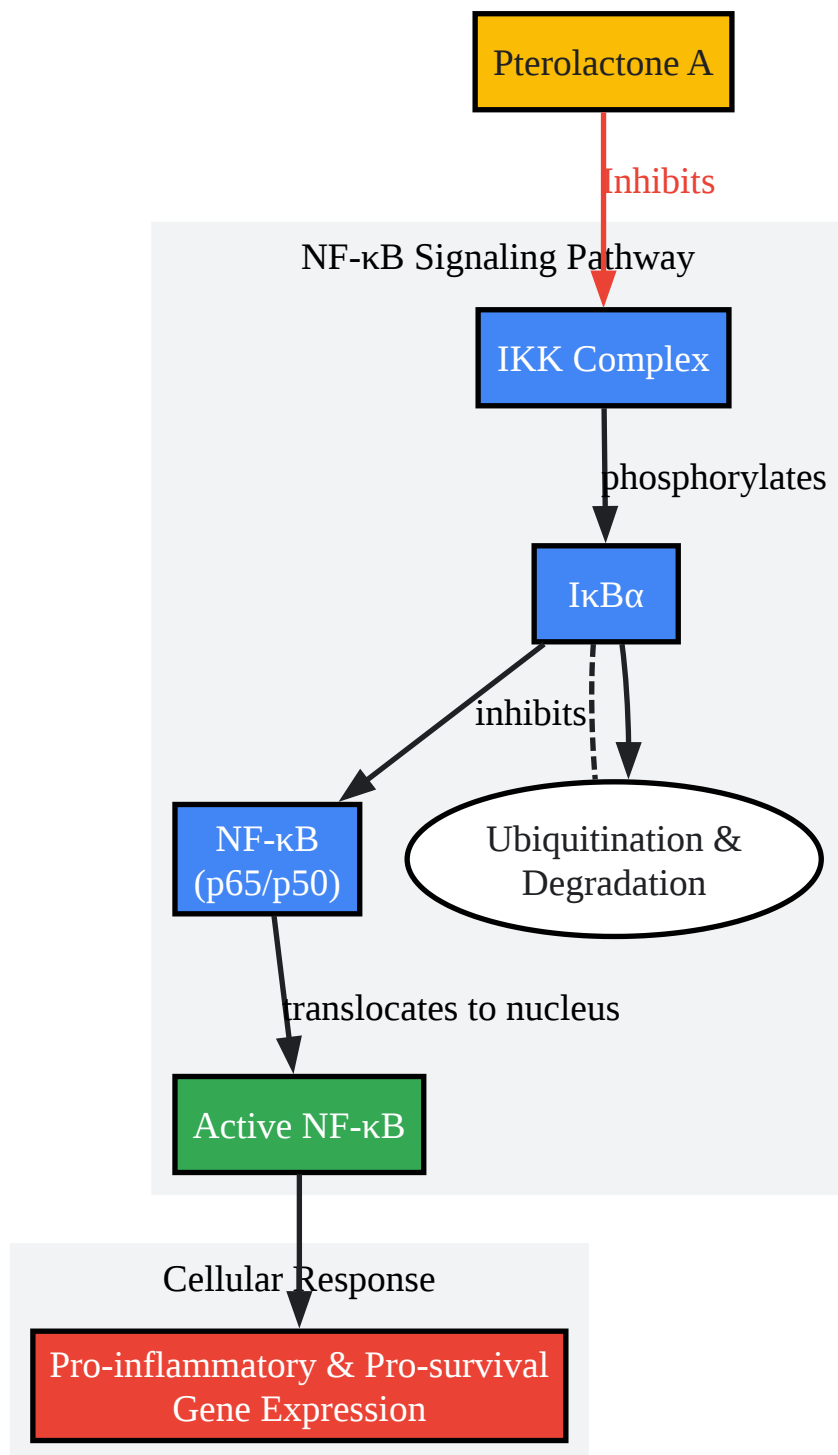 Pterolactone A
Inhibits
NF-κB Signaling Pathway
IKK Complex
phosphorylates
IκBα
inhibits
NF-κB
(p65/p50)
Ubiquitination &
Degradation
translocates to nucleus
Active NF-κB
Cellular Response
Pro-inflammatory & Pro-survival
Gene Expression